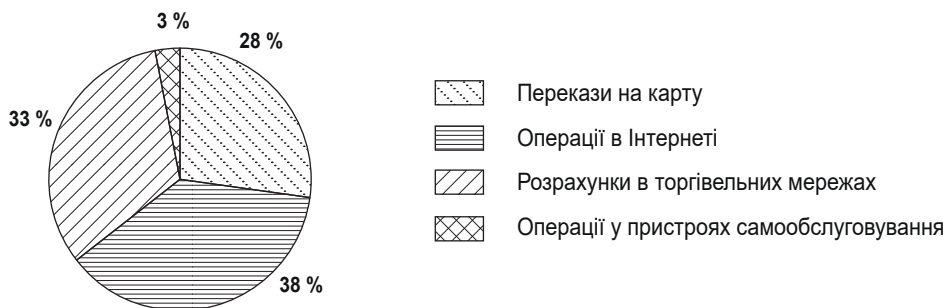 3 %
28 %
33 %
38 %
Перекази на карту
Операції в Інтернеті
Розрахунки в торгівельних мережах
Операції у пристроях самообслуговування